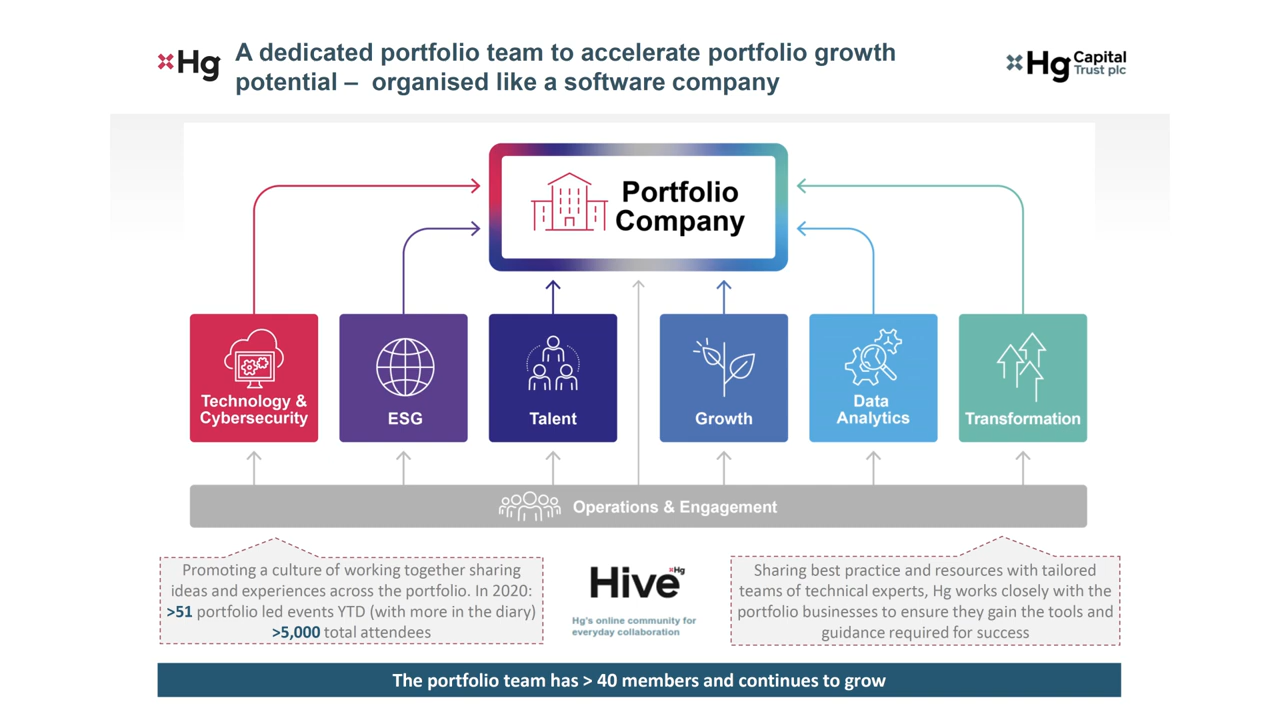 Hg
A dedicated portfolio team to accelerate portfolio growth
potential – organised like a software company
Hg Capital
Trust plc
Portfolio
Company
Technology &
Cybersecurity
ESG
Talent
Growth
Data
Analytics
Transformation
Operations & Engagement
Promoting a culture of working together sharing
ideas and experiences across the portfolio. In 2020:
>51 portfolio led events YTD (with more in the diary)
>5,000 total attendees
Hive Hg
Hg's online community for
everyday collaboration
Sharing best practice and resources with tailored
teams of technical experts, Hg works closely with the
portfolio businesses to ensure they gain the tools and
guidance required for success
The portfolio team has > 40 members and continues to grow